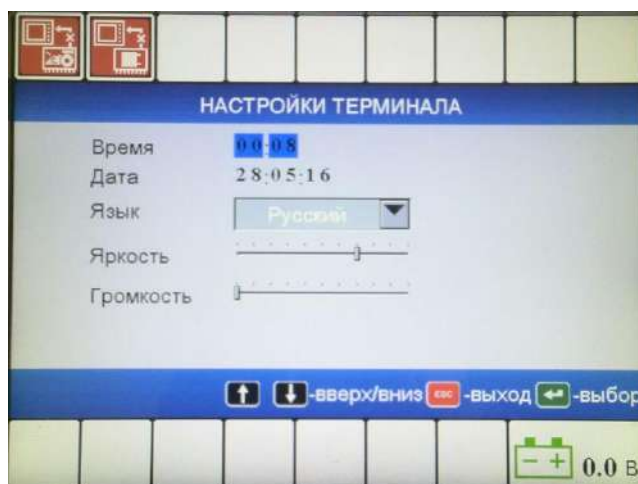 НАСТРОЙКИ ТЕРМИНАЛА
Время 00:08
Дата 28:05:16
Язык Русский
Яркость
Громкость
-вверх/вниз ESC -выход -выбор
0.0 В